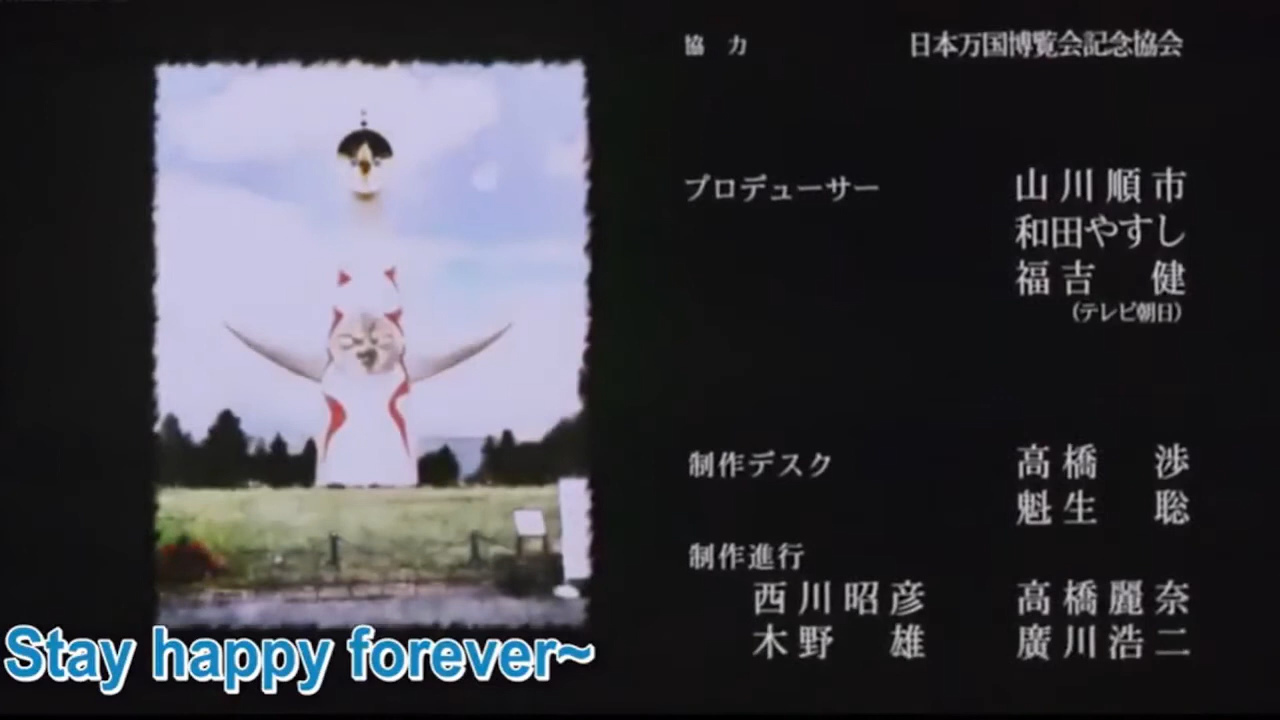 協 力 日本万国博覧会記念協会
プロデューサー 山川順市
和田やすし
福吉 健
(テレビ朝日)
制作デスク 高橋 渉
魁生 聡
制作進行
西川昭彦 高橋麗奈
木野 雄 廣川浩二
Stay happy forever~